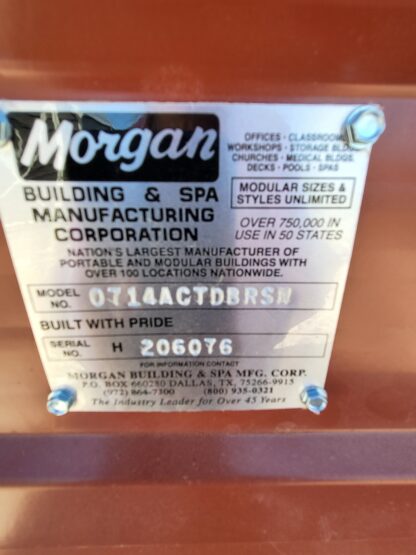 Morgan
OFFICES · CLASSROOMS
WORKSHOPS · STORAGE BLDGS
CHURCHES · MEDICAL BLDGS.
DECKS · POOLS · SPAS
BUILDING & SPA
MANUFACTURING
CORPORATION
MODULAR SIZES &
STYLES UNLIMITED
OVER 750,000 IN
USE IN 50 STATES
NATION'S LARGEST MANUFACTURER OF
PORTABLE AND MODULAR BUILDINGS WITH
OVER 100 LOCATIONS NATIONWIDE.
MODEL NO. 0714ACTDBRSN
BUILT WITH PRIDE
SERIAL NO. H 206076
FOR INFORMATION CONTACT
MORGAN BUILDING & SPA MFG. CORP.
P.O. BOX 660280 DALLAS, TX, 75266-9915
(972) 864-7300 (800) 935-0321
The Industry Leader for Over 45 Years